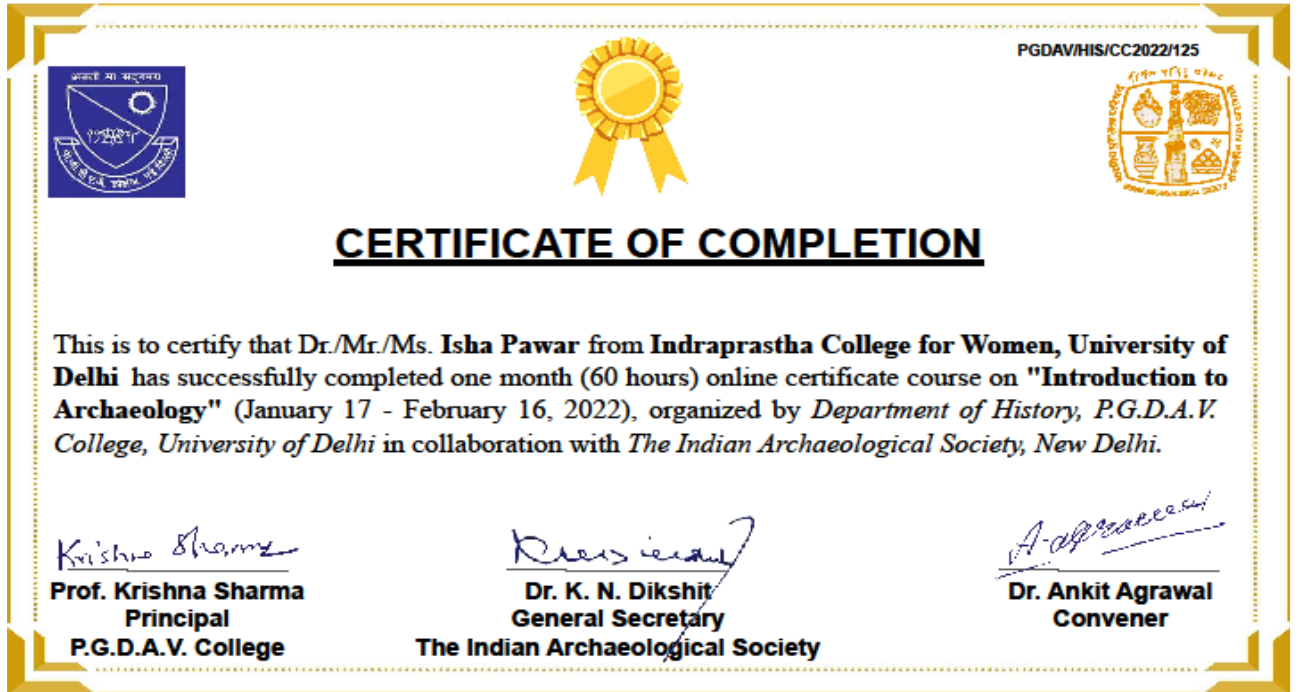 PGDAV/HIS/CC2022/125
असतो मा सद्गमय
CERTIFICATE OF COMPLETION
This is to certify that Dr./Mr./Ms. Isha Pawar from Indraprastha College for Women, University of
Delhi has successfully completed one month (60 hours) online certificate course on "Introduction to
Archaeology" (January 17 - February 16, 2022), organized by Department of History, P.G.D.A.V.
College, University of Delhi in collaboration with The Indian Archaeological Society, New Delhi.
Krishna Sharma
A. Agrawal
Prof. Krishna Sharma
Dr. K. N. Dikshit
Dr. Ankit Agrawal
Principal
General Secretary
Convener
P.G.D.A.V. College
The Indian Archaeological Society